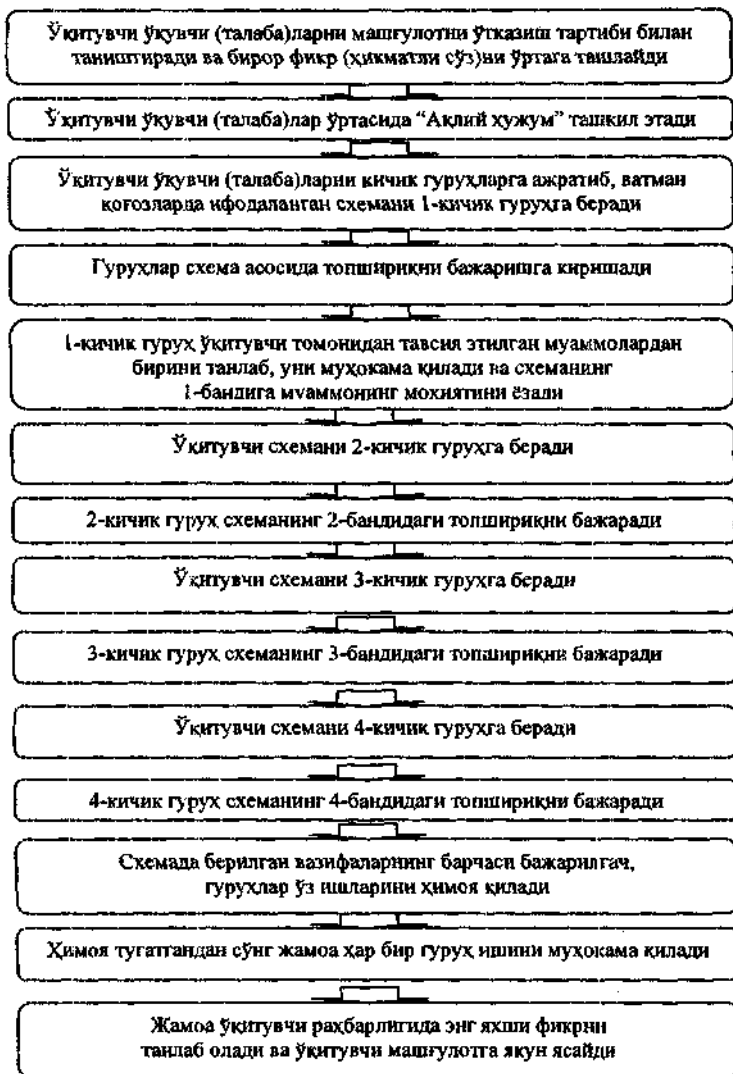 Ўқитувчи ўқувчи (талаба)ларни машғулотни ўтказиш тартиби билан
таништиради ва бирор фикр (ҳикматли сўз)ни ўртага ташлайди
Ўқитувчи ўқувчи (талаба)лар ўртасида “Ақлий ҳужум” ташкил этади
Ўқитувчи ўқувчи (талаба)ларни кичик гуруҳларга ажратиб, ватман
қоғозларда ифодаланган схемани 1-кичик гуруҳга беради
Гуруҳлар схема асосида топшириқни бажаришга киришади
1-кичик гуруҳ ўқитувчи томонидан тавсия этилган муаммолардан
бирини танлаб, уни муҳокама қилади ва схеманинг
1-бандига муаммонинг моҳиятини ёзади
Ўқитувчи схемани 2-кичик гуруҳга беради
2-кичик гуруҳ схеманинг 2-бандидаги топшириқни бажаради
Ўқитувчи схемани 3-кичик гуруҳга беради
3-кичик гуруҳ схеманинг 3-бандидаги топшириқни бажаради
Ўқитувчи схемани 4-кичик гуруҳга беради
4-кичик гуруҳ схеманинг 4-бандидаги топшириқни бажаради
Схемада берилган вазифаларнинг барчаси бажарилгач,
гуруҳлар ўз ишларини ҳимоя қилади
Ҳимоя тугатгандан сўнг жамоа ҳар бир гуруҳ ишини муҳокама қилади
Жамоа ўқитувчи раҳбарлигида энг яхши фикрни
танлаб олади ва ўқитувчи машғулотга якун ясайди